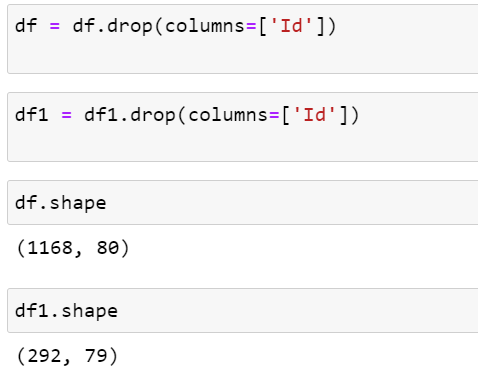 df = df.drop(columns=['Id'])
df1 = df1.drop(columns=['Id'])
df.shape
(1168, 80)
df1.shape
(292, 79)